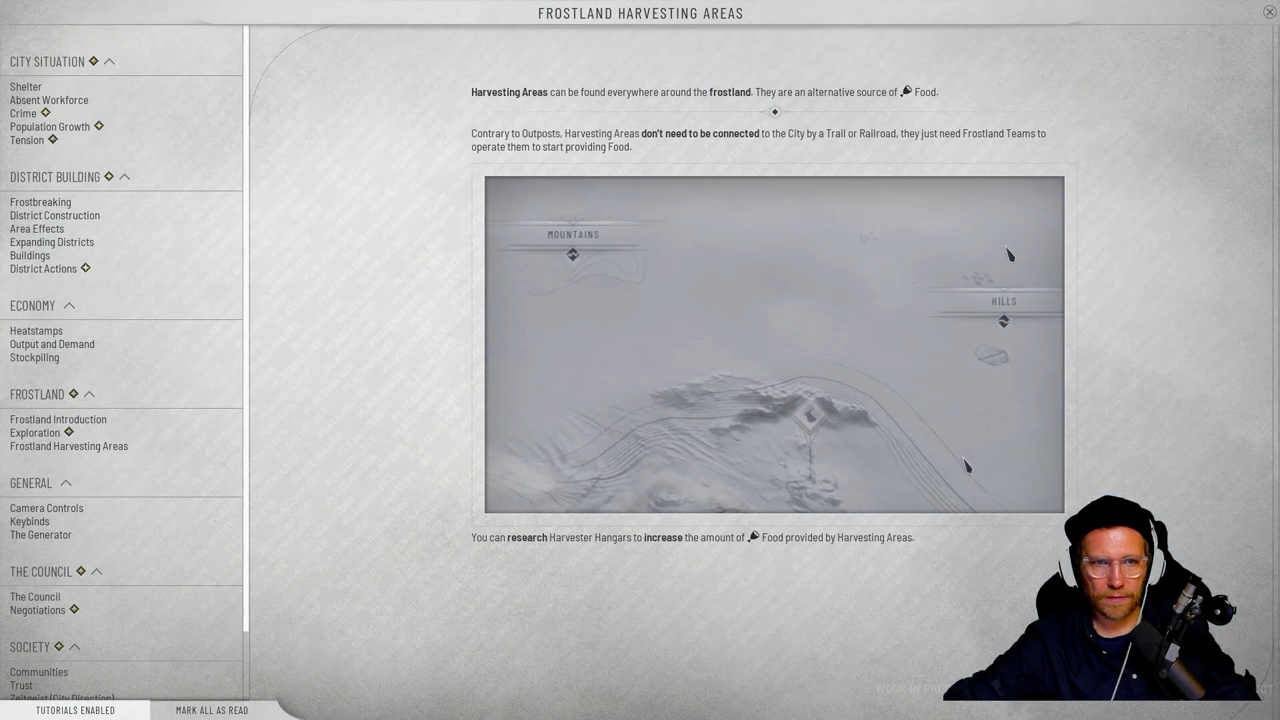 FROSTLAND HARVESTING AREAS
CITY SITUATION
Shelter
Absent Workforce
Crime
Population Growth
Tension
DISTRICT BUILDING
Frostbreaking
District Construction
Area Effects
Expanding Districts
Buildings
District Actions
ECONOMY
Heatstamps
Output and Demand
Stockpiling
FROSTLAND
Frostland Introduction
Exploration
Frostland Harvesting Areas
GENERAL
Camera Controls
Keybinds
The Generator
THE COUNCIL
The Council
Negotiations
SOCIETY
Communities
Trust
Zeitgeist (City Direction)
TUTORIALS ENABLED
MARK ALL AS READ
Harvesting Areas can be found everywhere around the frostland. They are an alternative source of Food.
Contrary to Outposts, Harvesting Areas don't need to be connected to the City by a Trail or Railroad, they just need Frostland Teams to
operate them to start providing Food.
MOUNTAINS
HILLS
You can research Harvester Hangars to increase the amount of Food provided by Harvesting Areas.
WORK IN